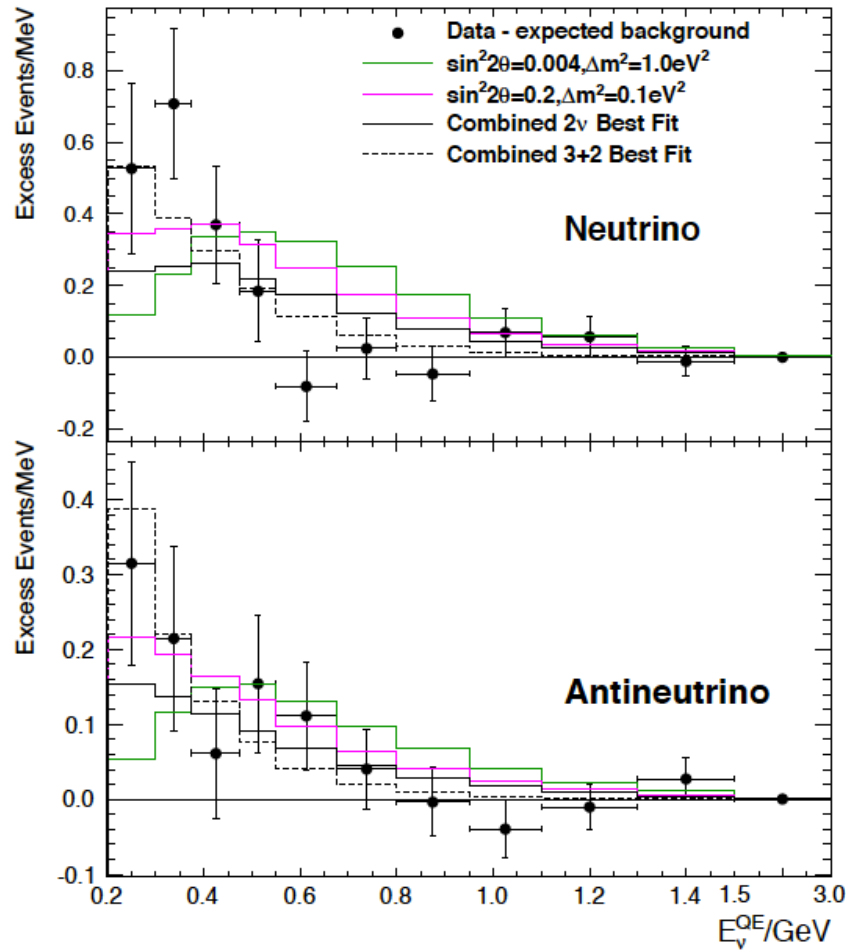 Data - expected background
sin²2θ=0.004,Δm²=1.0eV²
sin²2θ=0.2,Δm²=0.1eV²
Combined 2ν Best Fit
Combined 3+2 Best Fit
Excess Events/MeV
0.8
0.6
0.4
0.2
0.0
-0.2
Neutrino
Excess Events/MeV
0.4
0.3
0.2
0.1
0.0
-0.1
Antineutrino
0.2 0.4 0.6 0.8 1.0 1.2 1.4 1.5 3.0
E_ν^QE/GeV